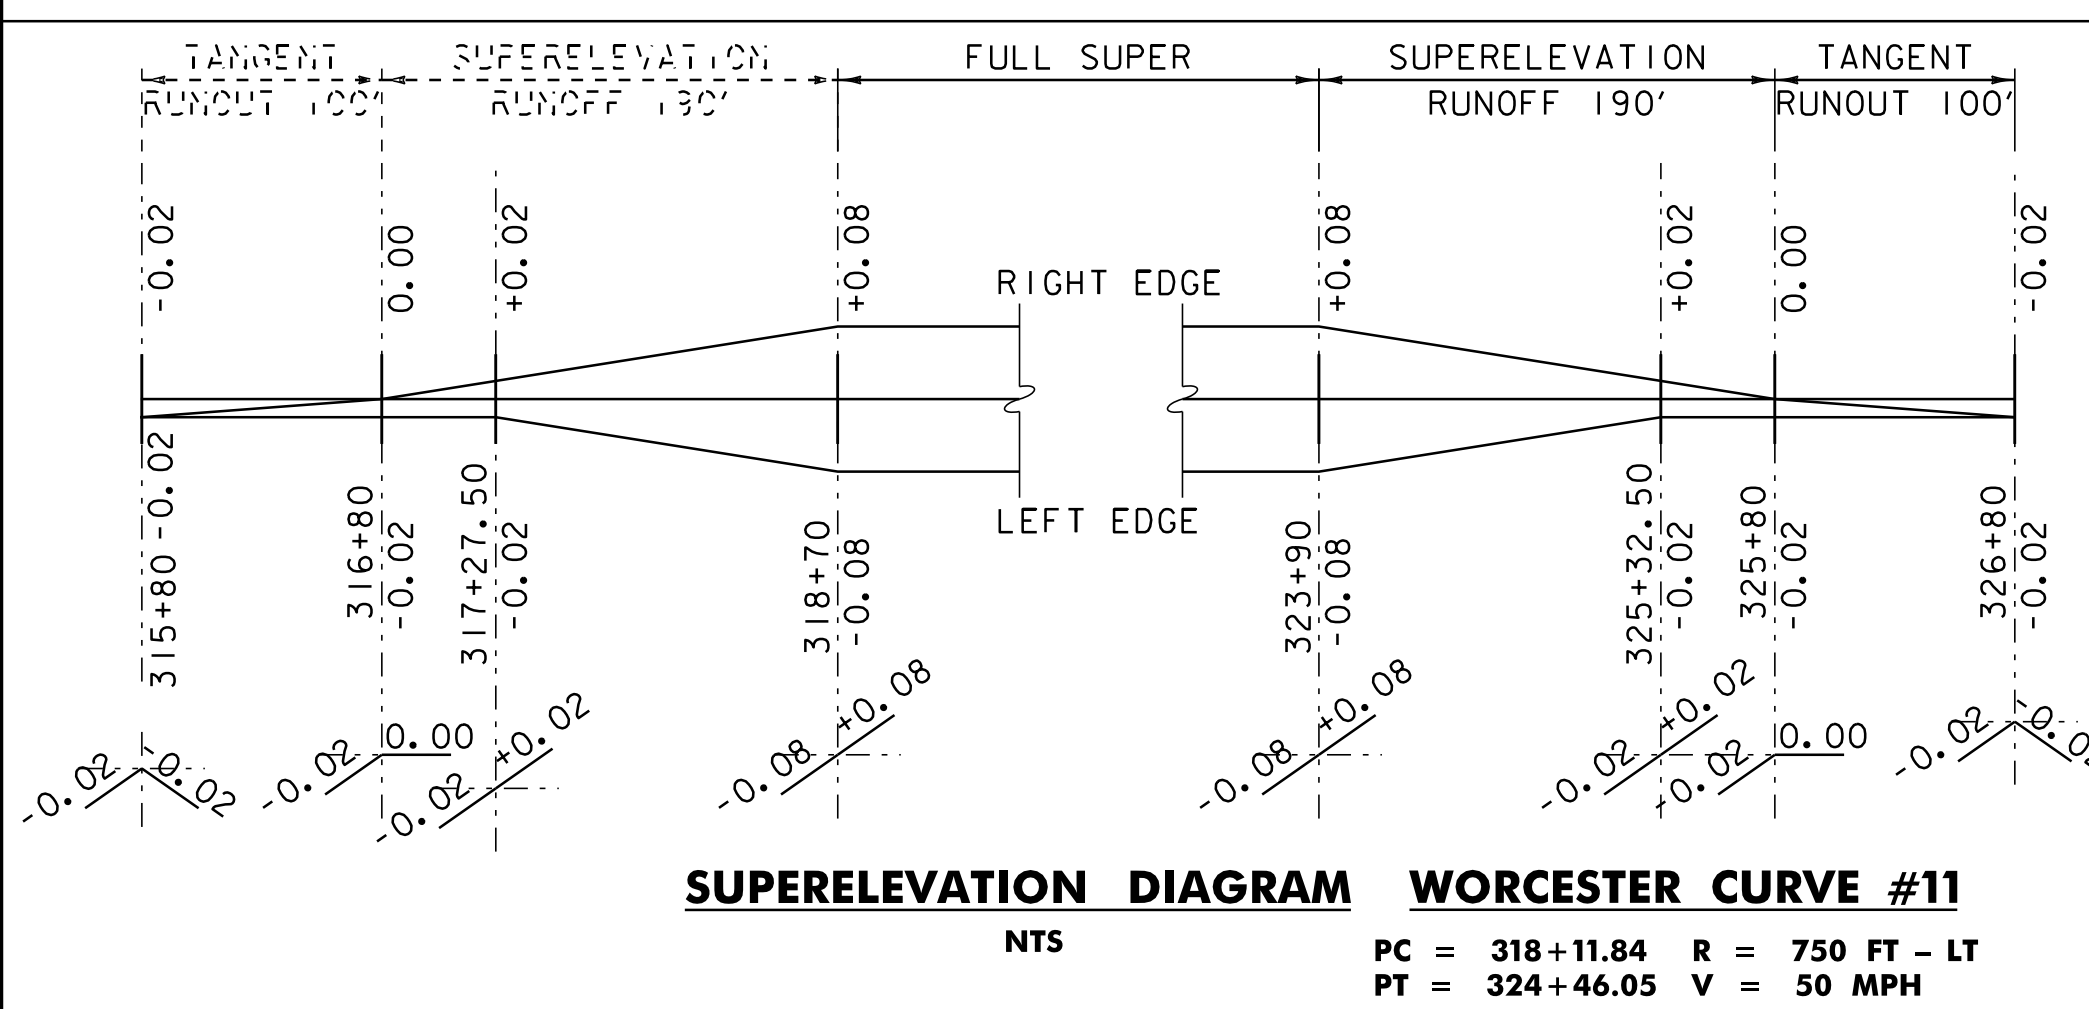 TANGENT
RUNOUT 100'
SUPERELEVATION
RUNOFF 190'
FULL SUPER
SUPERELEVATION
RUNOFF 190'
TANGENT
RUNOUT 100'
-0.02
0.00
+0.02
+0.08
+0.08
+0.02
0.00
-0.02
RIGHT EDGE
LEFT EDGE
315+80 -0.02
316+80
-0.02
317+27.50
-0.02
318+70
-0.08
323+90
-0.08
325+32.50
-0.02
325+80
-0.02
326+80
-0.02
-0.02
-0.02
-0.02
0.00
-0.02
+0.02
-0.08
+0.08
-0.08
+0.08
-0.02
+0.02
-0.02
0.00
-0.02
-0.02
SUPERELEVATION DIAGRAM
NTS
WORCESTER CURVE #11
PC = 318+11.84 R = 750 FT – LT
PT = 324+46.05 V = 50 MPH